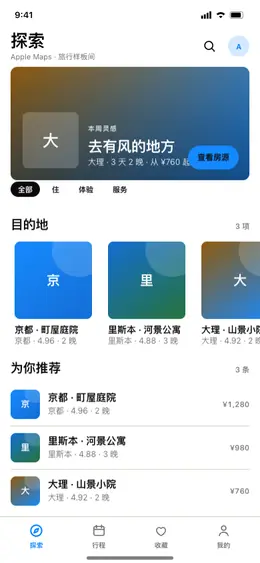 9:41
探索
Apple Maps · 旅行样板间
A
本周灵感
大
去有风的地方
大理 · 3 天 2 晚 · 从 ¥760 起
查看房源
全部 住 体验 服务
目的地 3 项
京 里 大
京都 · 町屋庭院 里斯本 · 河景公寓 大理 · 山景小院
京都 · 4.96 · 2 晚 里斯本 · 4.88 · 3 晚 大理 · 4.92 · 2 晚
为你推荐 3 条
京
京都 · 町屋庭院
京都 · 4.96 · 2 晚
¥1,280
里
里斯本 · 河景公寓
里斯本 · 4.88 · 3 晚
¥980
大
大理 · 山景小院
大理 · 4.92 · 2 晚
¥760
探索 行程 收藏 我的